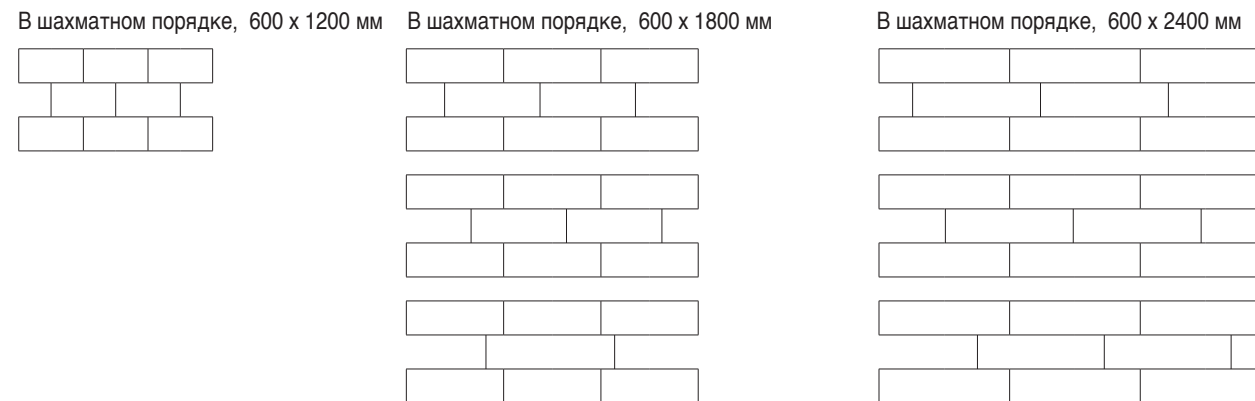 В шахматном порядке, 600 x 1200 мм
В шахматном порядке, 600 x 1800 мм
В шахматном порядке, 600 x 2400 мм